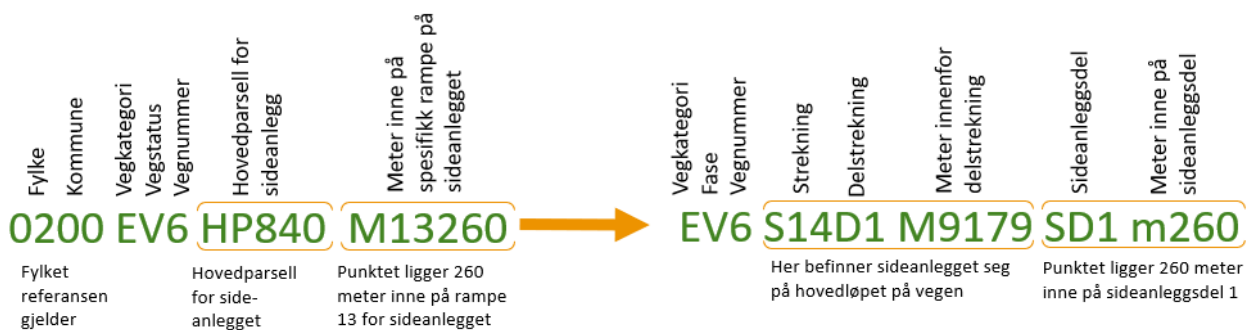 Fylke
Kommune
Vegkategori
Vegstatus
Vegnummer
Hovedparsell for
sideanlegg
Meter inne på
spesifikk rampe på
sideanlegget
Vegkategori
Fase
Vegnummer
Strekning
Delstrekning
Meter innenfor
delstrekning
Sideanleggsdel
Meter inne på
sideanleggsdel
0200 EV6 HP840 M13260
EV6 S14D1 M9179 SD1 m260
Fylket
referansen
gjelder
Hovedparsell
for side-
anlegget
Punktet ligger 260
meter inne på rampe
13 for sideanlegget
Her befinner sideanlegget seg
på hovedløpet på vegen
Punktet ligger 260 meter
inne på sideanleggsdel 1